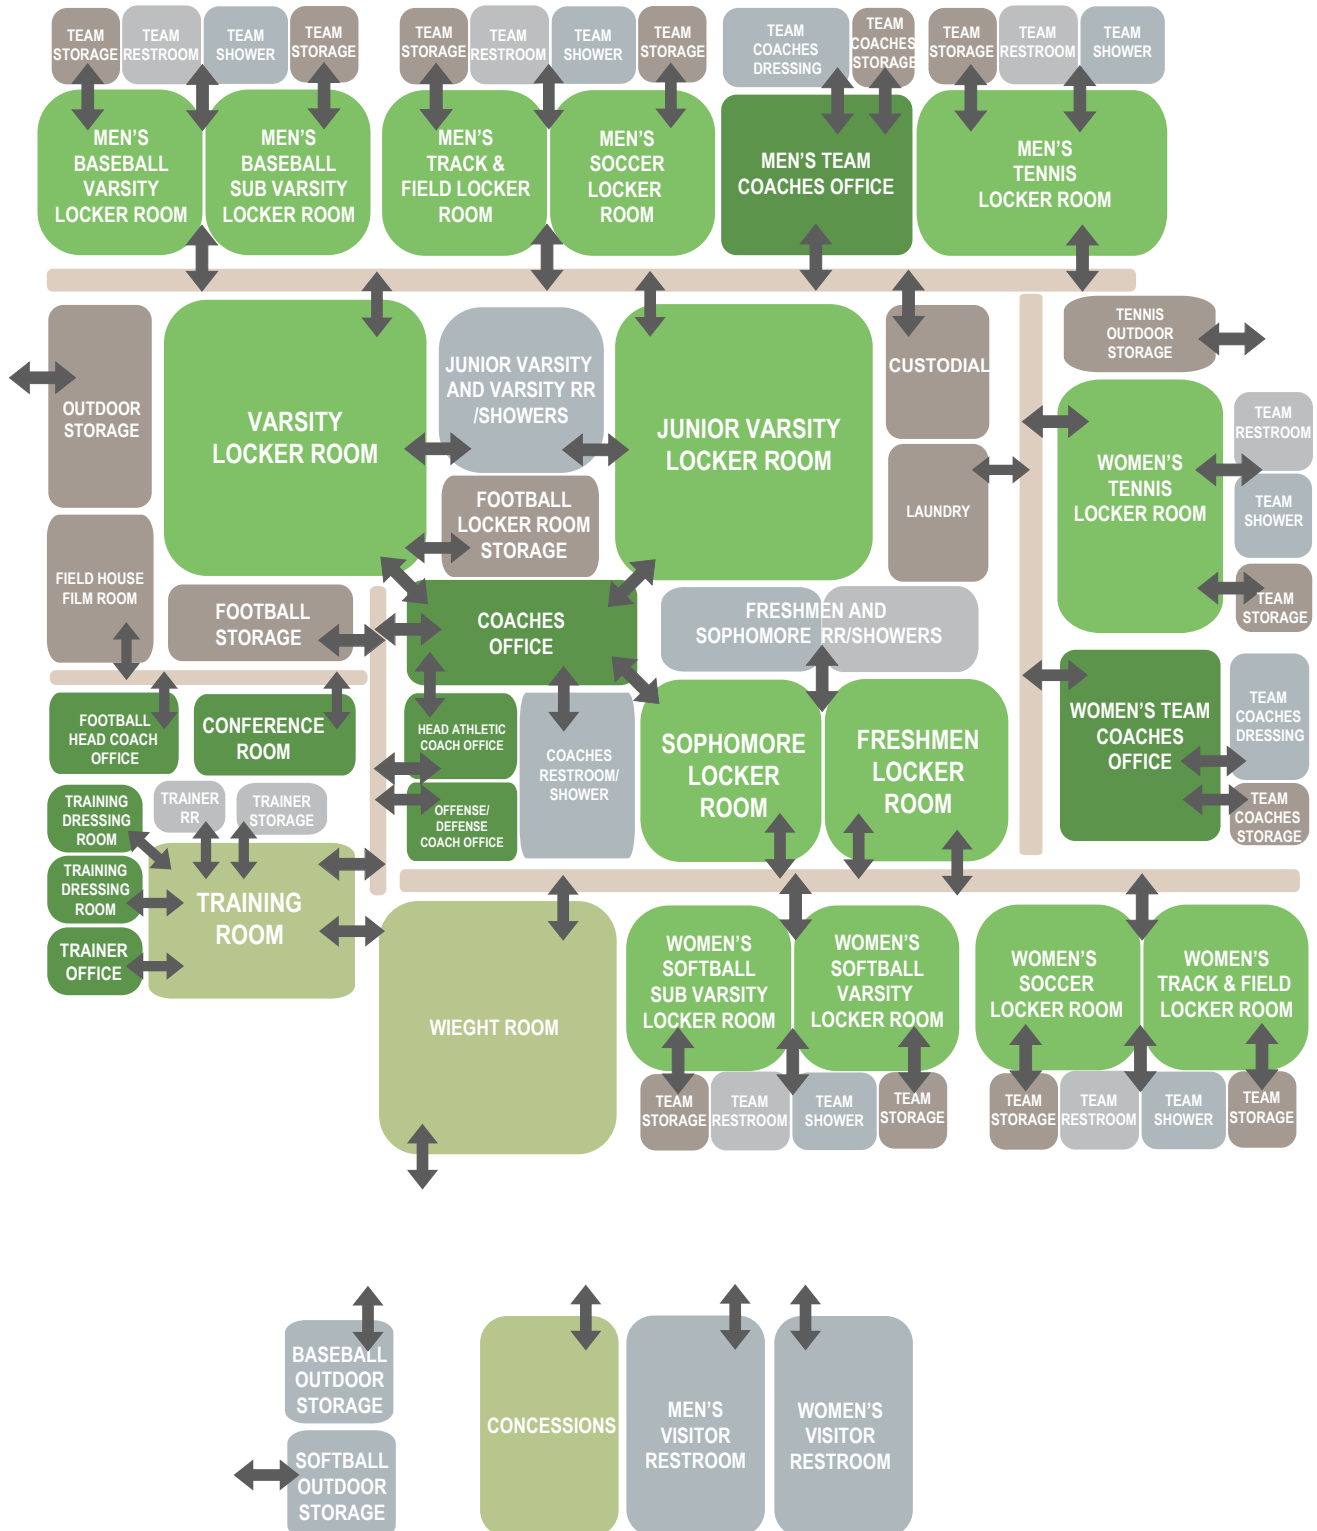 TEAM
STORAGE
TEAM
RESTROOM
TEAM
SHOWER
TEAM
STORAGE
TEAM
STORAGE
TEAM
RESTROOM
TEAM
SHOWER
TEAM
STORAGE
TEAM
COACHES
DRESSING
TEAM
COACHES
STORAGE
TEAM
STORAGE
TEAM
RESTROOM
TEAM
SHOWER
MEN'S
BASEBALL
VARSITY
LOCKER ROOM
MEN'S
BASEBALL
SUB VARSITY
LOCKER ROOM
MEN'S
TRACK &
FIELD LOCKER
ROOM
MEN'S
SOCCER
LOCKER
ROOM
MEN'S TEAM
COACHES OFFICE
MEN'S
TENNIS
LOCKER ROOM
OUTDOOR
STORAGE
VARSITY
LOCKER ROOM
JUNIOR VARSITY
AND VARSITY RR
/SHOWERS
JUNIOR VARSITY
LOCKER ROOM
CUSTODIAL
TENNIS
OUTDOOR
STORAGE
FOOTBALL
LOCKER ROOM
STORAGE
LAUNDRY
WOMEN'S
TENNIS
LOCKER ROOM
TEAM
RESTROOM
TEAM
SHOWER
TEAM
STORAGE
FIELD HOUSE
FILM ROOM
FOOTBALL
STORAGE
COACHES
OFFICE
FRESHMEN AND
SOPHOMORE RR/SHOWERS
FOOTBALL
HEAD COACH
OFFICE
CONFERENCE
ROOM
HEAD ATHLETIC
COACH OFFICE
COACHES
RESTROOM/
SHOWER
SOPHOMORE
LOCKER
ROOM
FRESHMEN
LOCKER
ROOM
WOMEN'S TEAM
COACHES
OFFICE
TEAM
COACHES
DRESSING
TEAM
COACHES
STORAGE
TRAINING
DRESSING
ROOM
TRAINER
RR
TRAINER
STORAGE
OFFENSE/
DEFENSE
COACH OFFICE
TRAINING
DRESSING
ROOM
TRAINING
ROOM
TRAINER
OFFICE
WIEGHT ROOM
WOMEN'S
SOFTBALL
SUB VARSITY
LOCKER ROOM
WOMEN'S
SOFTBALL
VARSITY
LOCKER ROOM
WOMEN'S
SOCCER
LOCKER ROOM
WOMEN'S
TRACK & FIELD
LOCKER ROOM
TEAM
STORAGE
TEAM
RESTROOM
TEAM
SHOWER
TEAM
STORAGE
TEAM
STORAGE
TEAM
RESTROOM
TEAM
SHOWER
TEAM
STORAGE
BASEBALL
OUTDOOR
STORAGE
CONCESSIONS
MEN'S
VISITOR
RESTROOM
WOMEN'S
VISITOR
RESTROOM
SOFTBALL
OUTDOOR
STORAGE